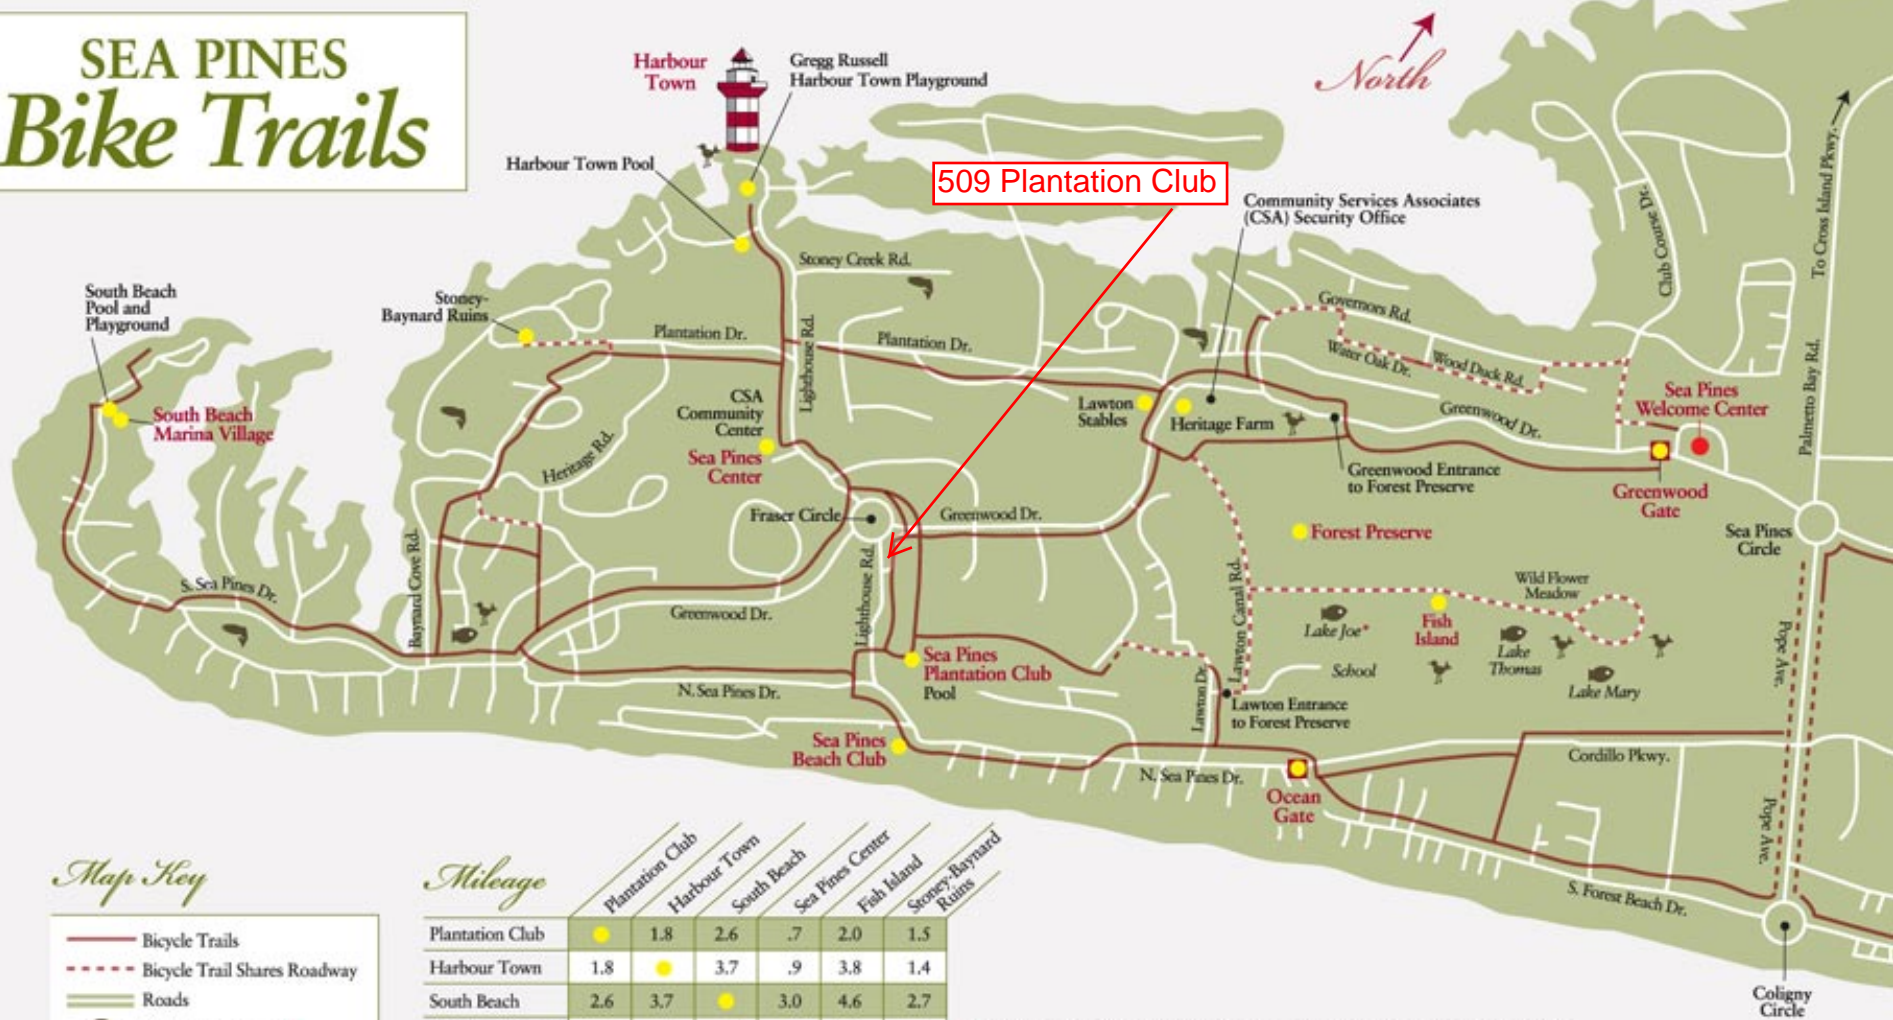 SEA PINES
Bike Trails
Harbour
Town
Gregg Russell
Harbour Town Playground
North
Harbour Town Pool
509 Plantation Club
Community Services Associates
(CSA) Security Office
Club Course Dr.
To Cross Island Pkwy.
Palmetto Bay Rd.
South Beach
Pool and
Playground
Stoney-
Baynard Ruins
Stoney Creek Rd.
Plantation Dr.
Lighthouse Rd.
Plantation Dr.
Governors Rd.
Water Oak Dr.
Wood Duck Rd.
Sea Pines
Welcome Center
South Beach
Marina Village
CSA
Community
Center
Sea Pines
Center
Heritage Rd.
Lawton
Stables
Heritage Farm
Greenwood Dr.
Greenwood Entrance
to Forest Preserve
Greenwood
Gate
Fraser Circle
Greenwood Dr.
Forest Preserve
Sea Pines
Circle
S. Sea Pines Dr.
Baynard Cove Rd.
Greenwood Dr.
Lighthouse Rd.
Lawton Canal Rd.
Wild Flower
Meadow
Lake Joe*
Fish
Island
Lake
Thomas
Lake Mary
School
Pope Ave.
Sea Pines
Plantation Club
Pool
N. Sea Pines Dr.
Lawton Dr.
Lawton Entrance
to Forest Preserve
Sea Pines
Beach Club
N. Sea Pines Dr.
Ocean
Gate
Cordillo Pkwy.
Pope Ave.
S. Forest Beach Dr.
Coligny
Circle
Map Key
Bicycle Trails
Bicycle Trail Shares Roadway
Roads
Mileage
Plantation Club
Harbour Town
South Beach
Sea Pines Center
Fish Island
Stoney-Baynard
Ruins
Plantation Club 1.8 2.6 .7 2.0 1.5
Harbour Town 1.8 3.7 .9 3.8 1.4
South Beach 2.6 3.7 3.0 4.6 2.7